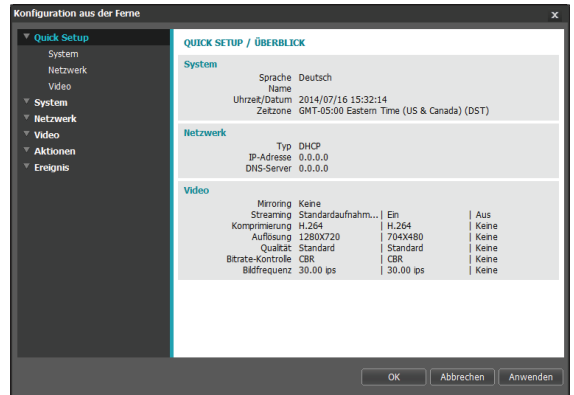 Konfiguration aus der Ferne x
Quick Setup
System
Netzwerk
Video
System
Netzwerk
Video
Aktionen
Ereignis
QUICK SETUP / ÜBERBLICK
System
Sprache Deutsch
Name
Uhrzeit/Datum 2014/07/16 15:32:14
Zeitzone GMT-05:00 Eastern Time (US & Canada) (DST)
Netzwerk
Typ DHCP
IP-Adresse 0.0.0.0
DNS-Server 0.0.0.0
Video
Mirroring Keine
Streaming Standardaufnahm... | Ein | Aus
Komprimierung H.264 | H.264 | Keine
Auflösung 1280X720 | 704X480 | Keine
Qualität Standard | Standard | Keine
Bitrate-Kontrolle CBR | CBR | Keine
Bildfrequenz 30.00 ips | 30.00 ips | Keine
OK Abbrechen Anwenden